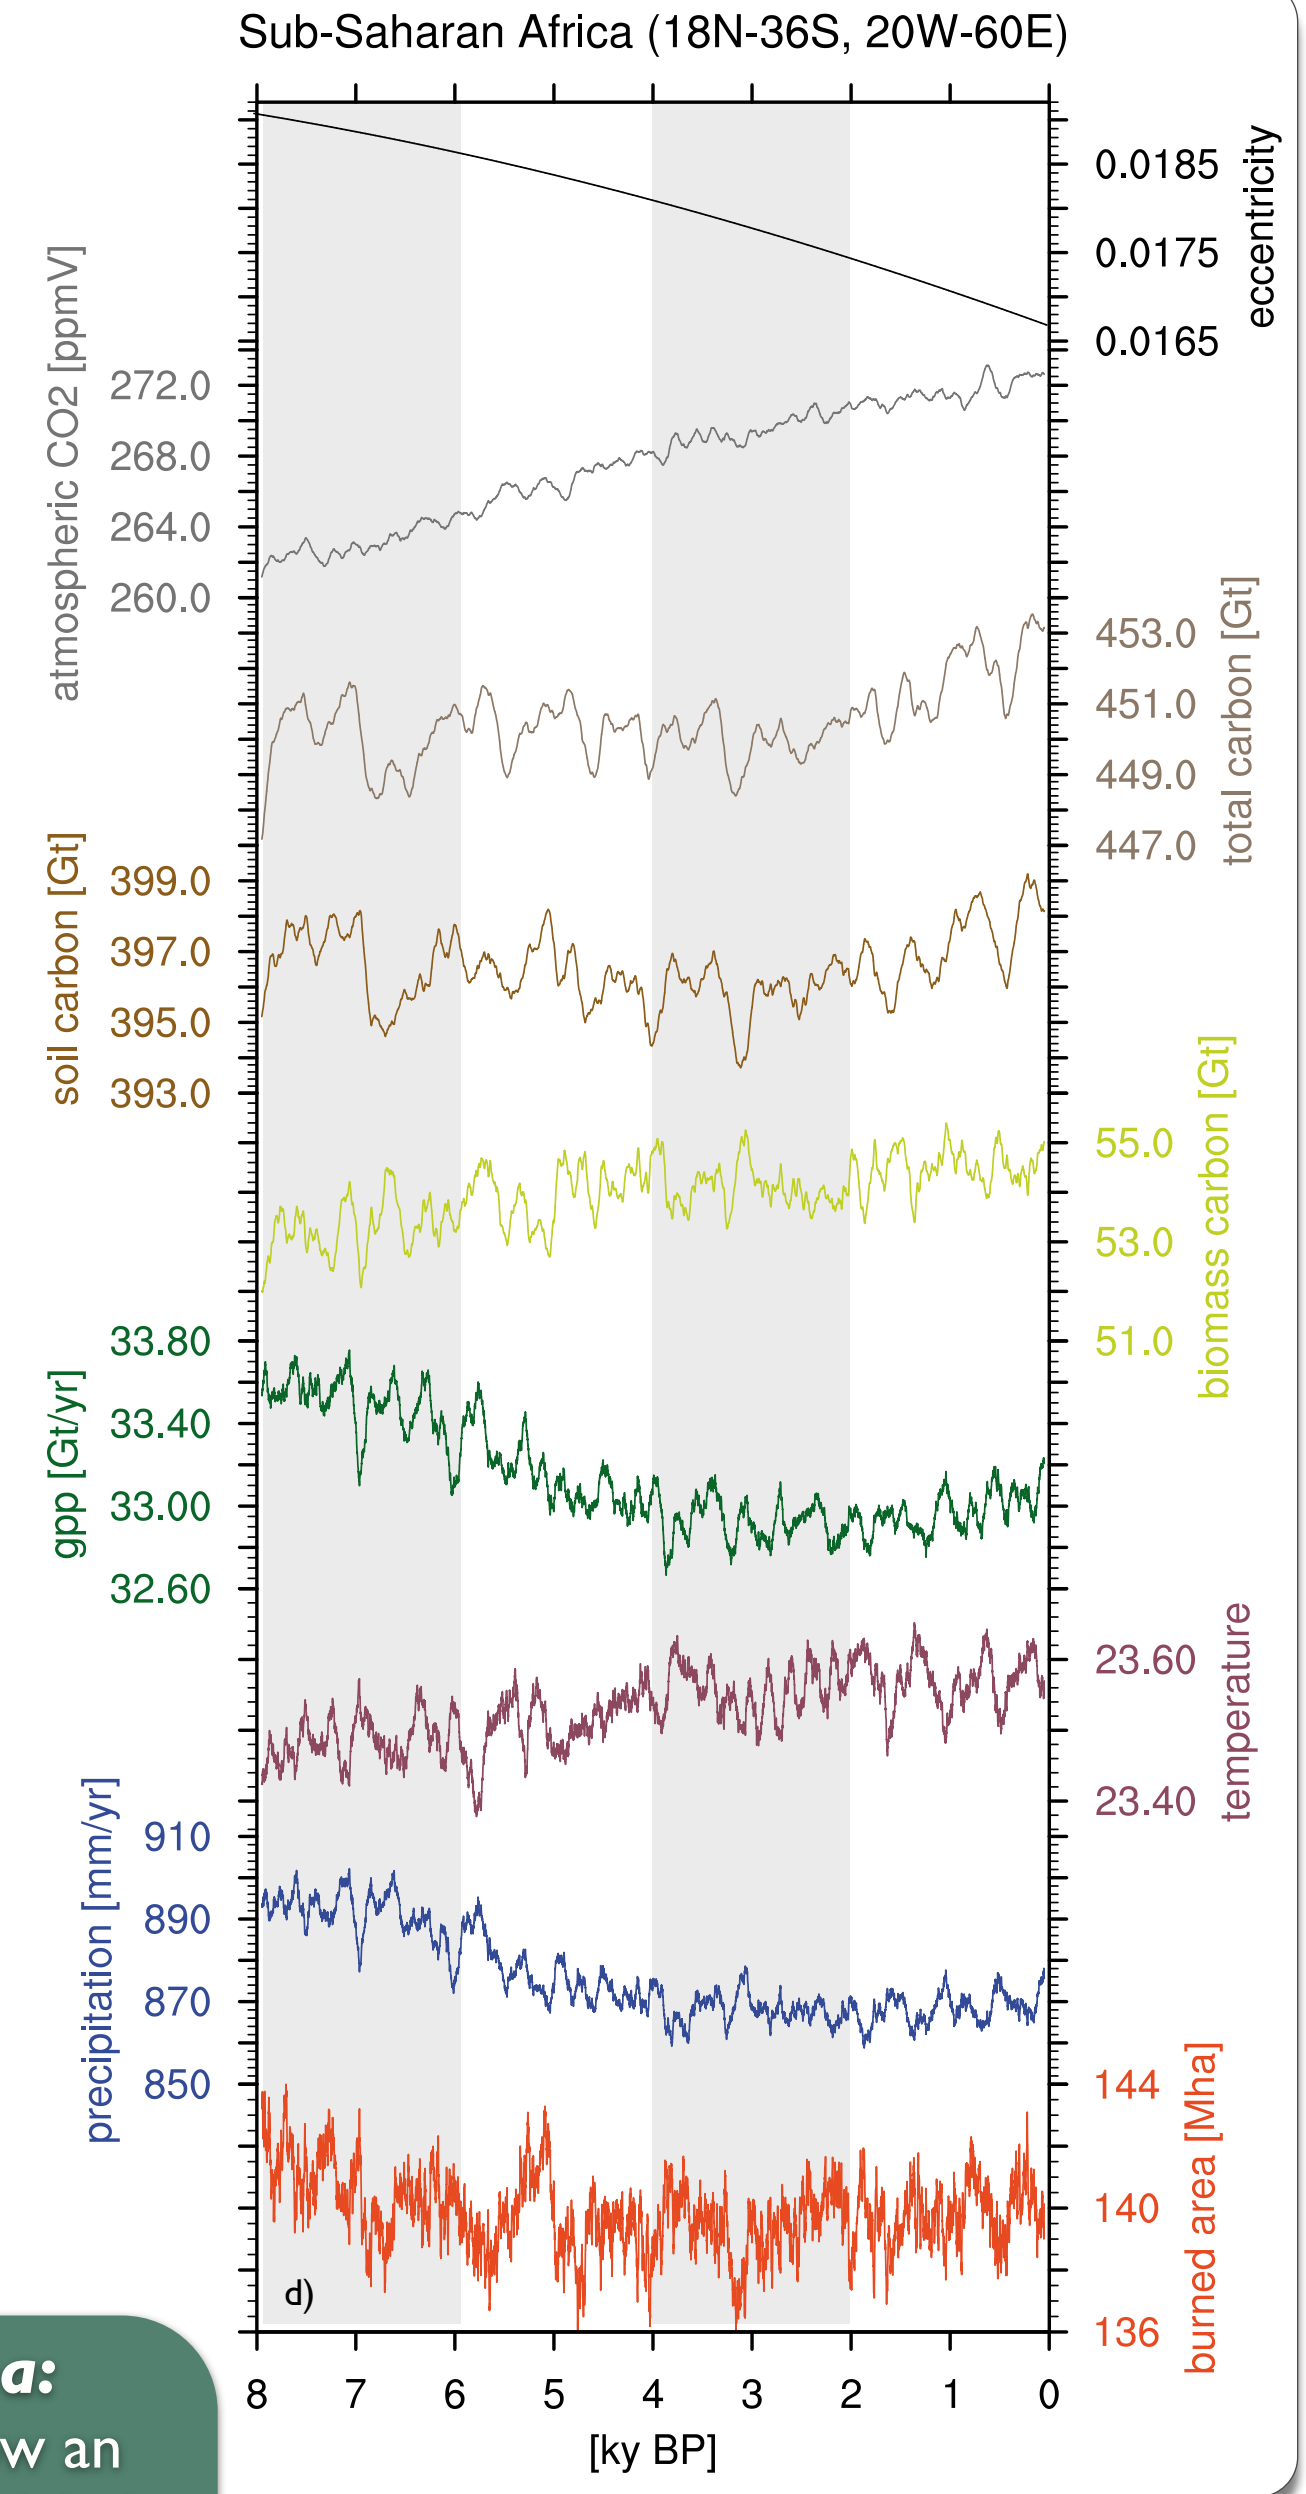 Sub-Saharan Africa (18N-36S, 20W-60E)
0.0185
0.0175
0.0165
eccentricity
atmospheric CO2 [ppmV]
272.0
268.0
264.0
260.0
453.0
451.0
449.0
447.0
total carbon [Gt]
soil carbon [Gt]
399.0
397.0
395.0
393.0
55.0
53.0
51.0
biomass carbon [Gt]
gpp [Gt/yr]
33.80
33.40
33.00
32.60
23.60
23.40
temperature
precipitation [mm/yr]
910
890
870
850
144
140
136
burned area [Mha]
d)
8 7 6 5 4 3 2 1 0
[ky BP]
a:
w an